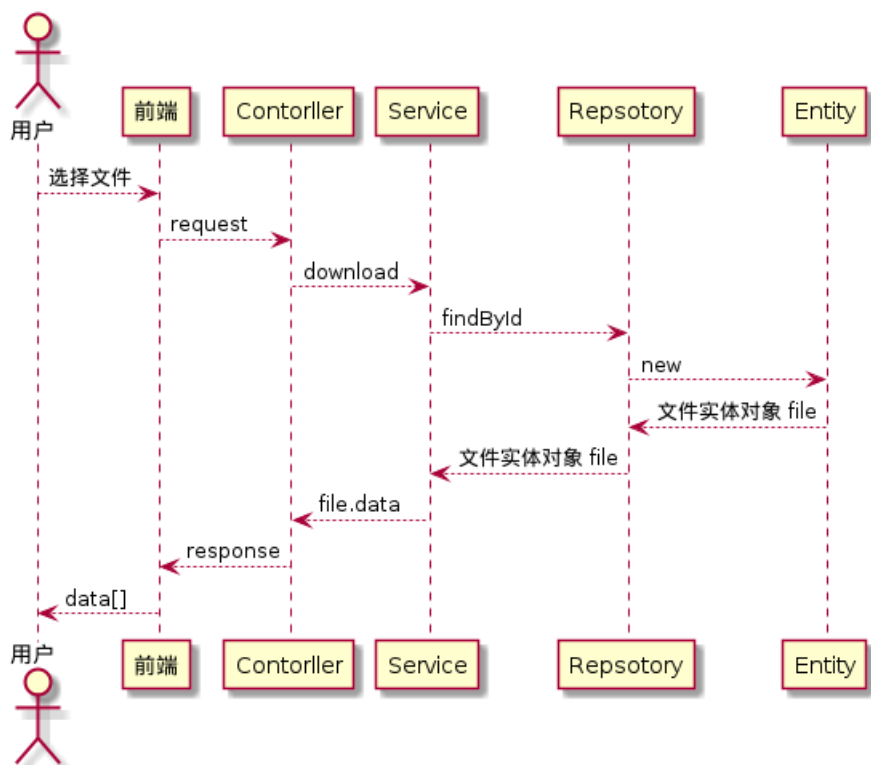 用户
前端
Contorller
Service
Repsotory
Entity
选择文件
request
download
findById
new
文件实体对象 file
文件实体对象 file
file.data
response
data[]
用户
前端
Contorller
Service
Repsotory
Entity